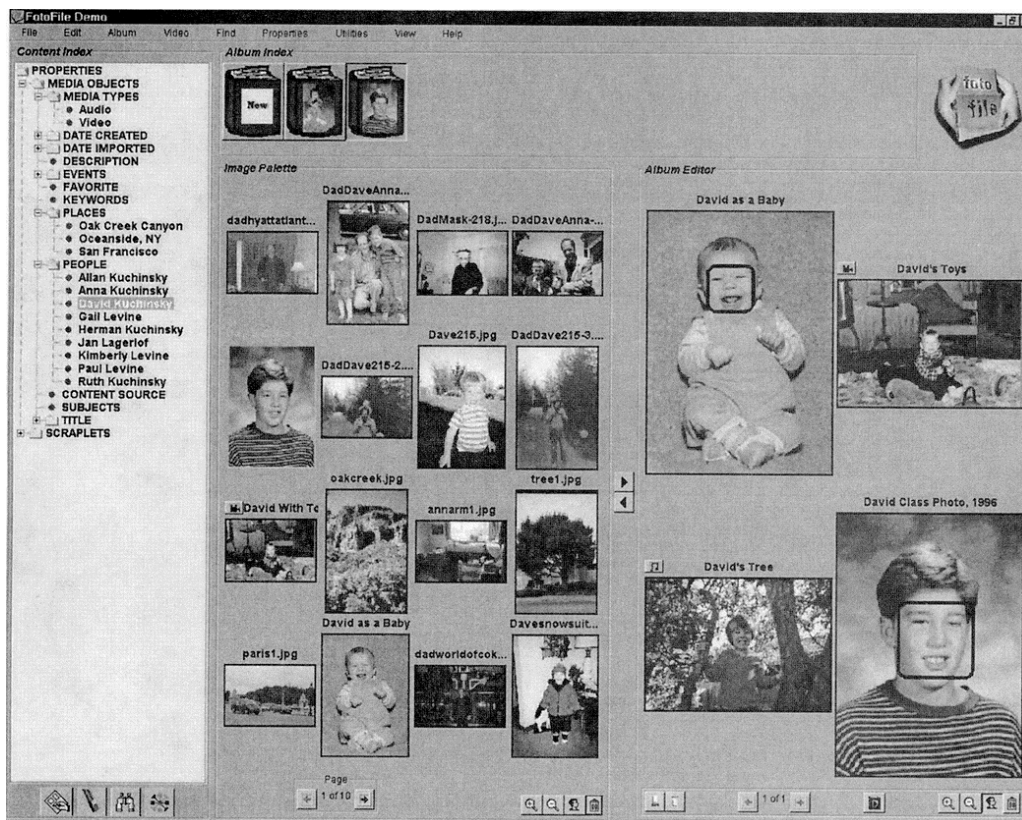 FotoFile Demo
File Edit Album Video Find Properties Utilities View Help
Content Index
PROPERTIES
MEDIA OBJECTS
MEDIA TYPES
Audio
Video
DATE CREATED
DATE IMPORTED
DESCRIPTION
EVENTS
FAVORITE
KEYWORDS
PLACES
Oak Creek Canyon
Oceanside, NY
San Francisco
PEOPLE
Allan Kuchinsky
Anna Kuchinsky
David Kuchinsky
Gail Levine
Herman Kuchinsky
Jan Lagerlof
Kimberly Levine
Paul Levine
Ruth Kuchinsky
CONTENT SOURCE
SUBJECTS
TITLE
SCRAPLETS
Album Index
New
foto
file
Image Palette
dadhyattatlant...
DadDaveAnna...
DadMask-218.j...
DadDaveAnna-...
DadDave215-2....
Dave215.jpg
DadDave215-3....
David With To
oakcreek.jpg
annarm1.jpg
tree1.jpg
paris1.jpg
David as a Baby
dadworldofcok...
Davesnowsuit...
Page
1 of 10
Album Editor
David as a Baby
David's Toys
David's Tree
David Class Photo, 1996
1 of 1